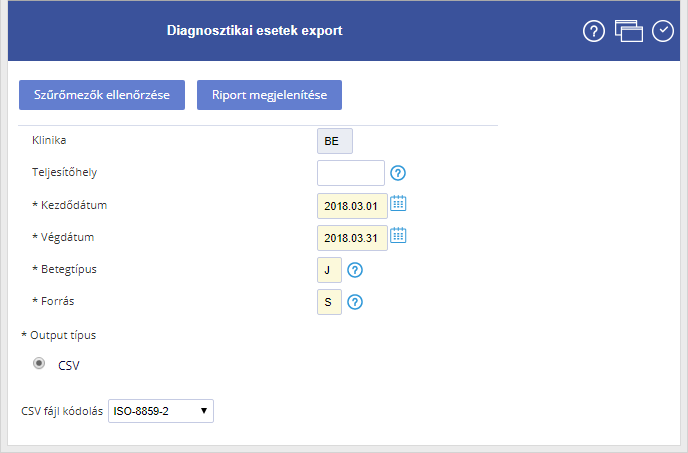 Diagnosztikai esetek export
Szűrőmezők ellenőrzése Riport megjelenítése
Klinika BE
Teljesítőhely
* Kezdődátum 2018.03.01
* Végdátum 2018.03.31
* Betegtípus J
* Forrás S
* Output típus
CSV
CSV fájl kódolás ISO-8859-2